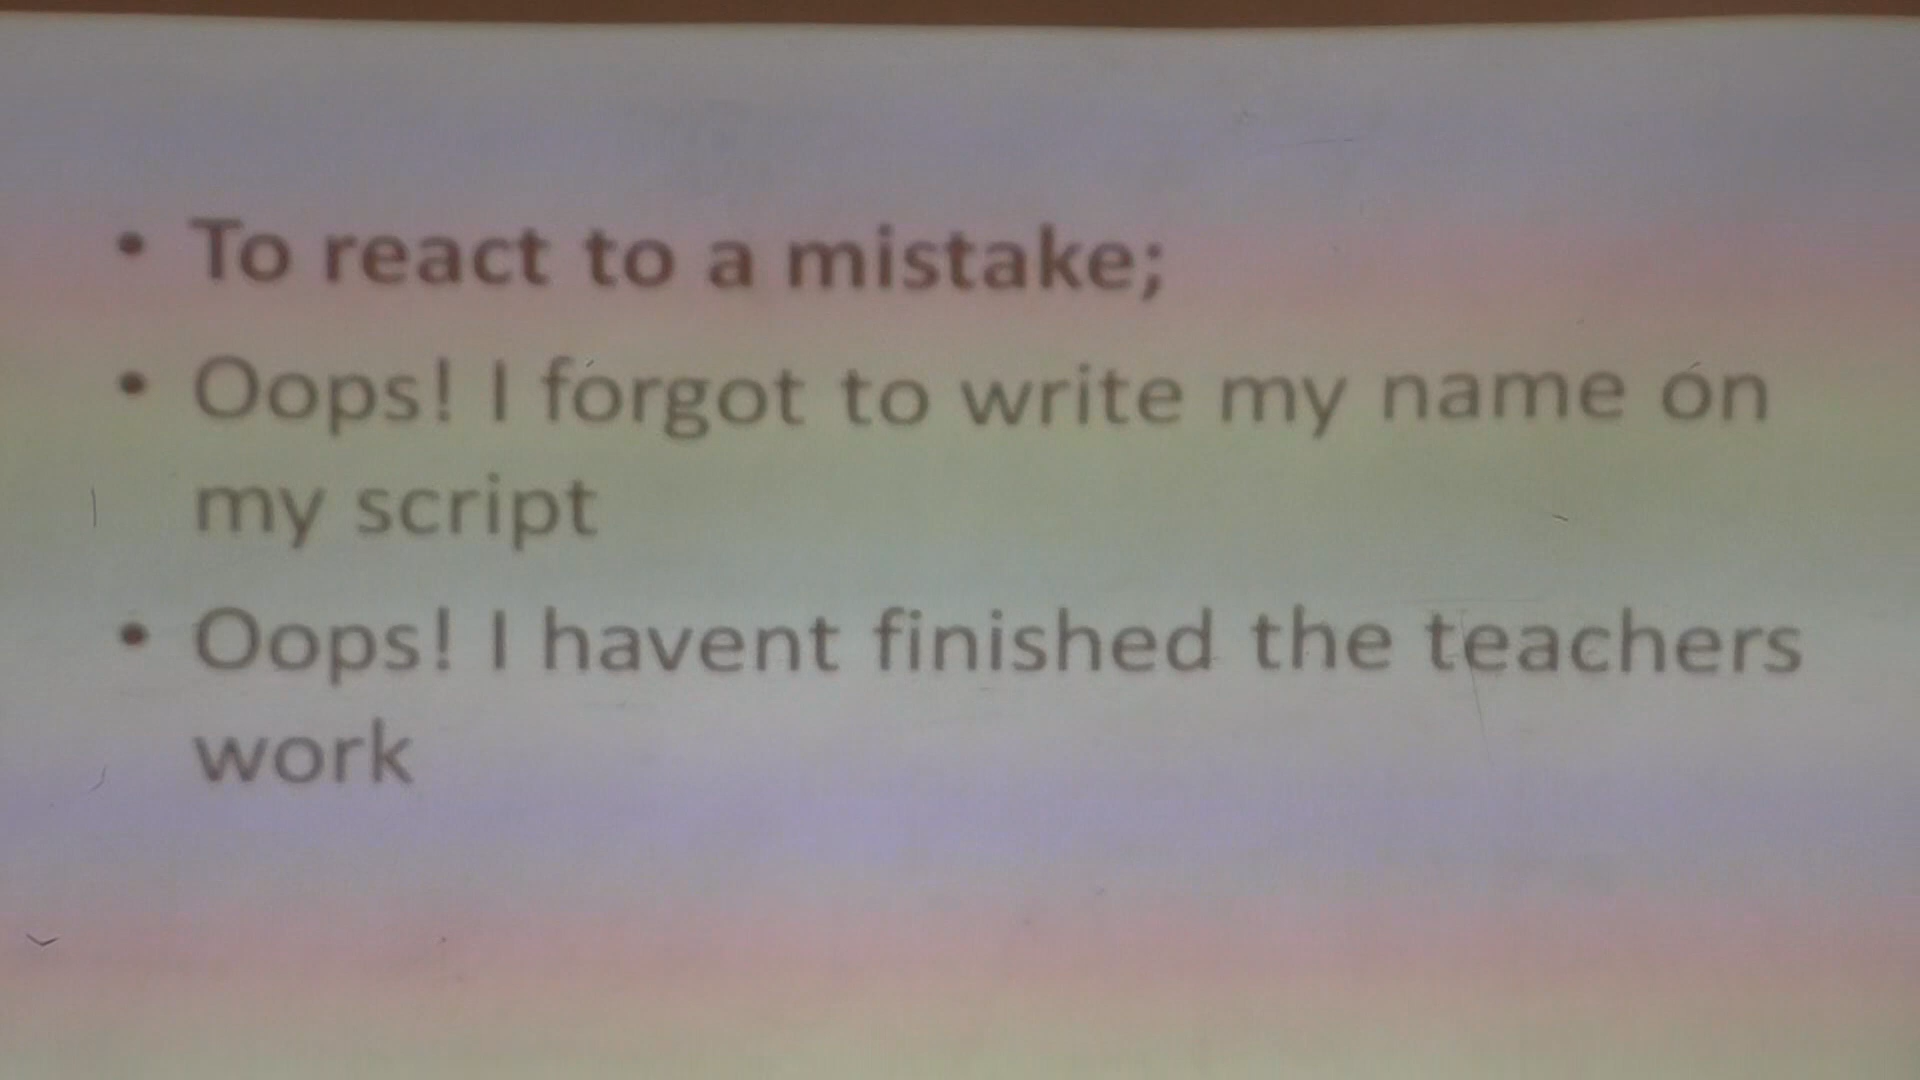 • To react to a mistake;
• Oops! I forgot to write my name on
my script
• Oops! I havent finished the teachers
work